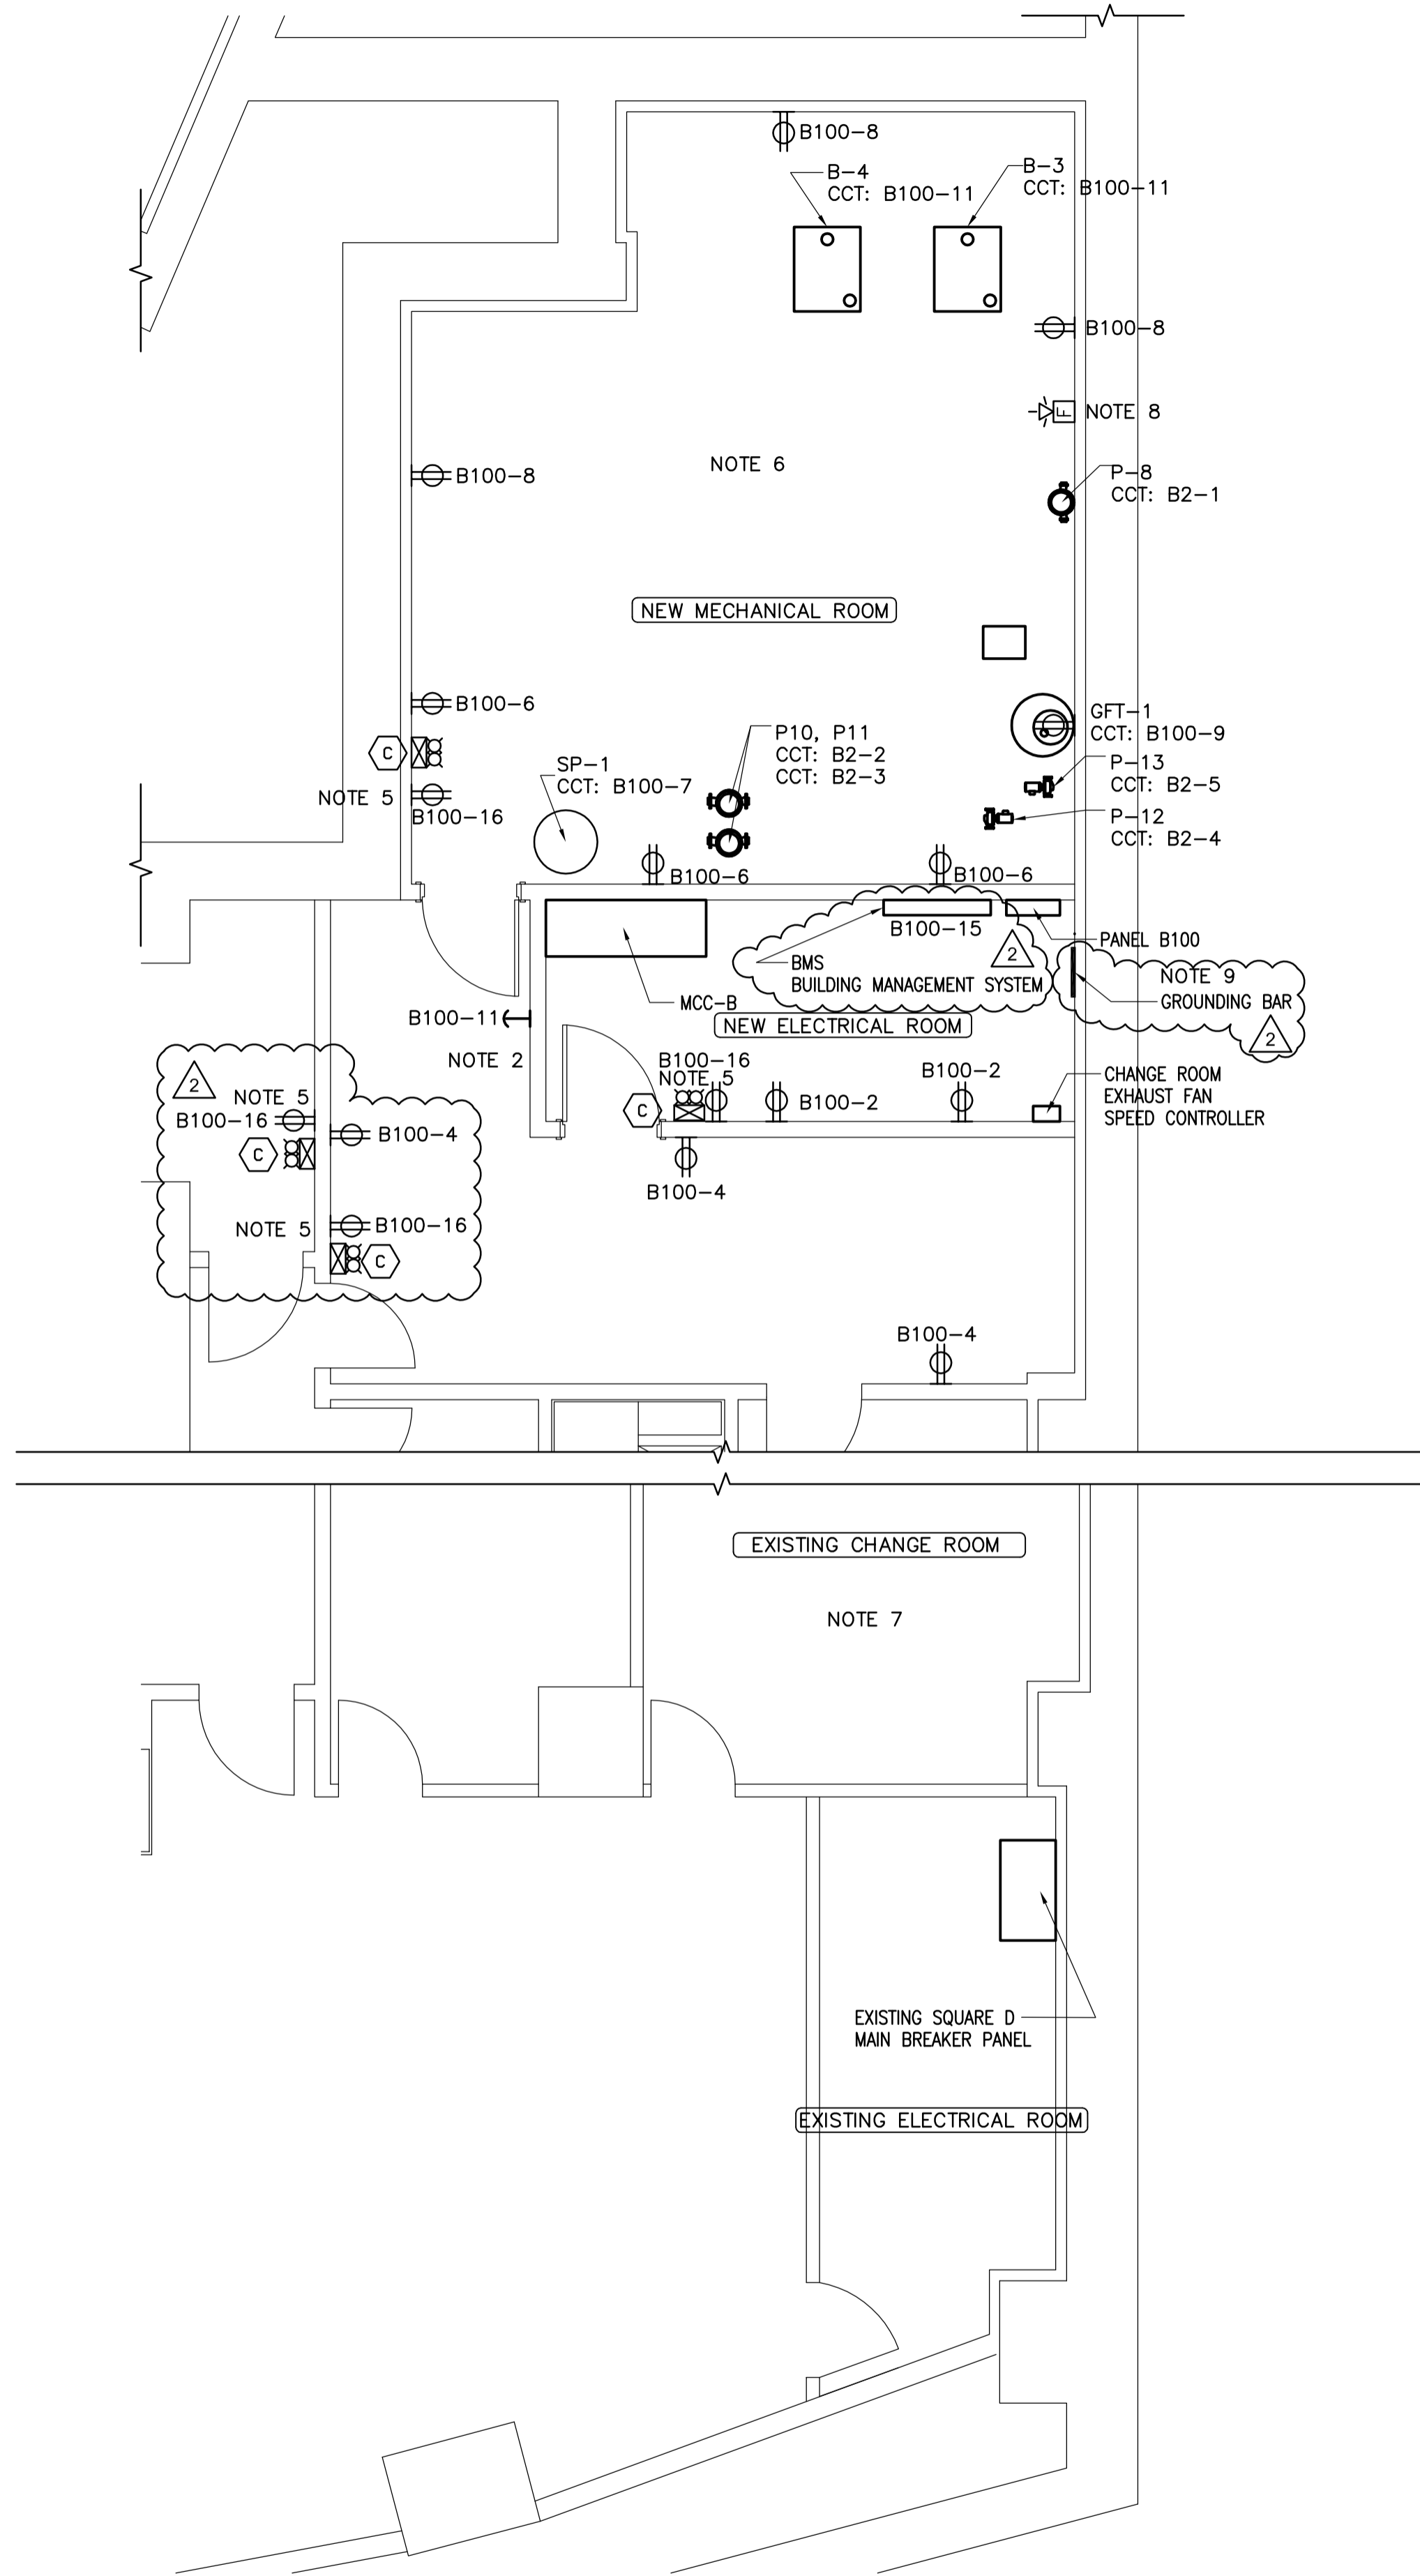 B100-8
B-4
CCT: B100-11
B-3
CCT: B100-11
B100-8
F
NOTE 8
NOTE 6
B100-8
P-8
CCT: B2-1
NEW MECHANICAL ROOM
B100-6
C
NOTE 5
B100-16
SP-1
CCT: B100-7
P10, P11
CCT: B2-2
CCT: B2-3
GFT-1
CCT: B100-9
P-13
CCT: B2-5
P-12
CCT: B2-4
B100-6
B100-6
B100-15
PANEL B100
BMS
BUILDING MANAGEMENT SYSTEM
2
NOTE 9
GROUNDING BAR
2
MCC-B
B100-11
NEW ELECTRICAL ROOM
NOTE 2
B100-16
NOTE 5
C
B100-2
B100-2
CHANGE ROOM
EXHAUST FAN
SPEED CONTROLLER
2
NOTE 5
B100-16
B100-4
C
B100-4
NOTE 5
B100-16
C
B100-4
EXISTING CHANGE ROOM
NOTE 7
EXISTING SQUARE D
MAIN BREAKER PANEL
EXISTING ELECTRICAL ROOM